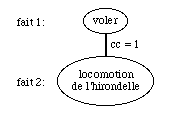 fait 1:
voler
cc = 1
fait 2:
locomotion
de l'hirondelle